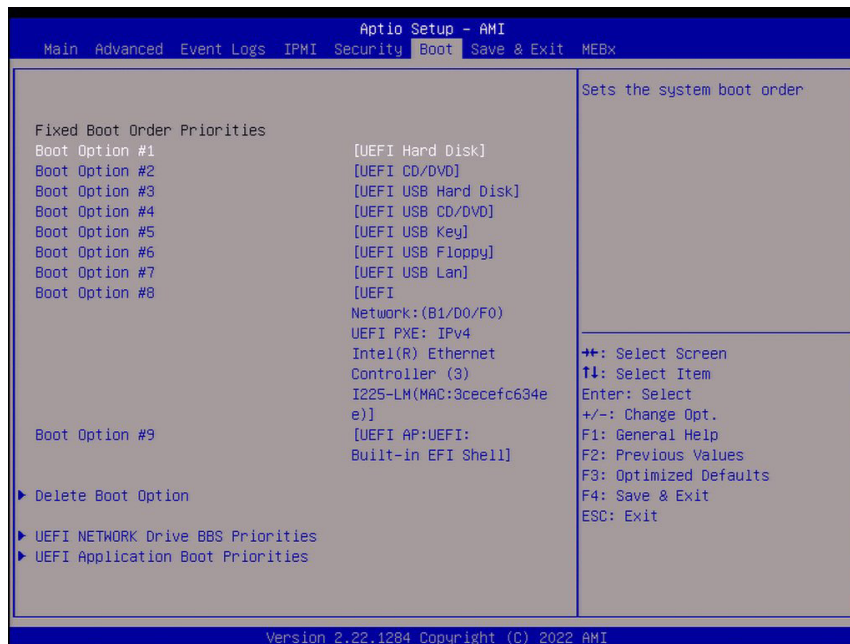 Aptio Setup – AMI
Main Advanced Event Logs IPMI Security Boot Save & Exit MEBx
Sets the system boot order
Fixed Boot Order Priorities
Boot Option #1 [UEFI Hard Disk]
Boot Option #2 [UEFI CD/DVD]
Boot Option #3 [UEFI USB Hard Disk]
Boot Option #4 [UEFI USB CD/DVD]
Boot Option #5 [UEFI USB Key]
Boot Option #6 [UEFI USB Floppy]
Boot Option #7 [UEFI USB Lan]
Boot Option #8 [UEFI
Network:(B1/D0/F0)
UEFI PXE: IPv4
Intel(R) Ethernet
Controller (3)
I225-LM(MAC:3cecefc634e
e)]
Boot Option #9 [UEFI AP:UEFI:
Built-in EFI Shell]
Delete Boot Option
UEFI NETWORK Drive BBS Priorities
UEFI Application Boot Priorities
→←: Select Screen
↑↓: Select Item
Enter: Select
+/-: Change Opt.
F1: General Help
F2: Previous Values
F3: Optimized Defaults
F4: Save & Exit
ESC: Exit
Version 2.22.1284 Copyright (C) 2022 AMI